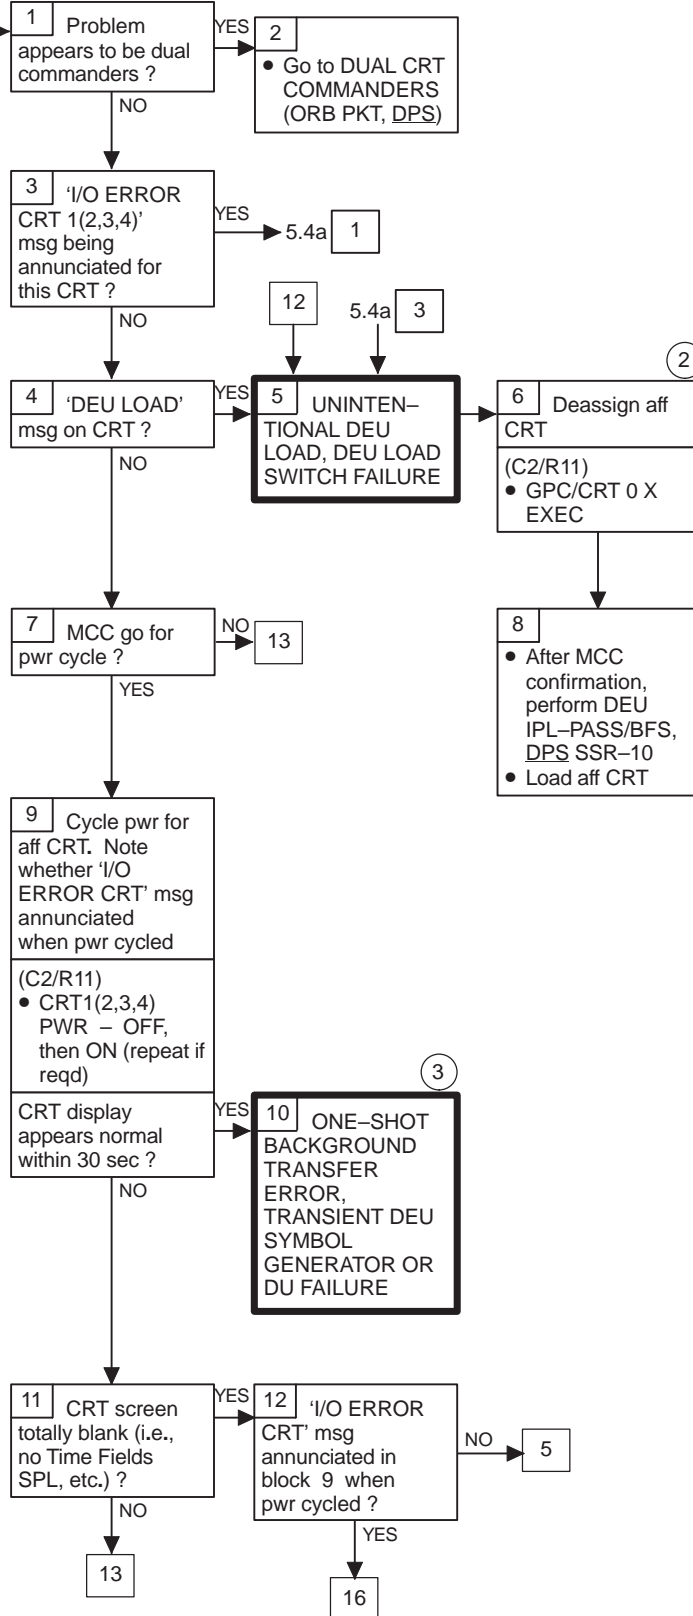 1 Problem
appears to be dual
commanders ?
YES
2
• Go to DUAL CRT
COMMANDERS
(ORB PKT, DPS)
NO
3 'I/O ERROR
CRT 1(2,3,4)'
msg being
annunciated for
this CRT ?
YES
5.4a 1
NO
12
5.4a 3
4 'DEU LOAD'
msg on CRT ?
YES
5 UNINTEN–
TIONAL DEU
LOAD, DEU LOAD
SWITCH FAILURE
2
6 Deassign aff
CRT
(C2/R11)
• GPC/CRT 0 X
EXEC
NO
7 MCC go for
pwr cycle ?
NO
13
YES
8
• After MCC
confirmation,
perform DEU
IPL–PASS/BFS,
DPS SSR–10
• Load aff CRT
9 Cycle pwr for
aff CRT. Note
whether 'I/O
ERROR CRT' msg
annunciated
when pwr cycled
(C2/R11)
• CRT1(2,3,4)
PWR – OFF,
then ON (repeat if
reqd)
CRT display
appears normal
within 30 sec ?
YES
3
10 ONE–SHOT
BACKGROUND
TRANSFER
ERROR,
TRANSIENT DEU
SYMBOL
GENERATOR OR
DU FAILURE
NO
11 CRT screen
totally blank (i.e.,
no Time Fields
SPL, etc.) ?
YES
12 'I/O ERROR
CRT' msg
annunciated in
block 9 when
pwr cycled ?
NO
5
NO
13
YES
16